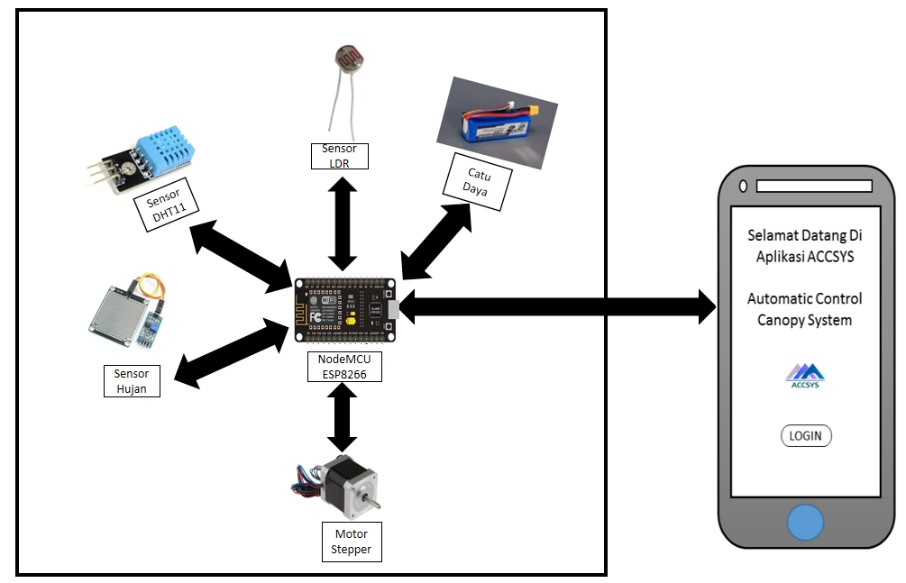 Sensor
LDR
Catu
Daya
Sensor
DHT11
Sensor
Hujan
NodeMCU
ESP8266
Motor
Stepper
Selamat Datang Di
Aplikasi ACCSYS
Automatic Control
Canopy System
ACCSYS
LOGIN